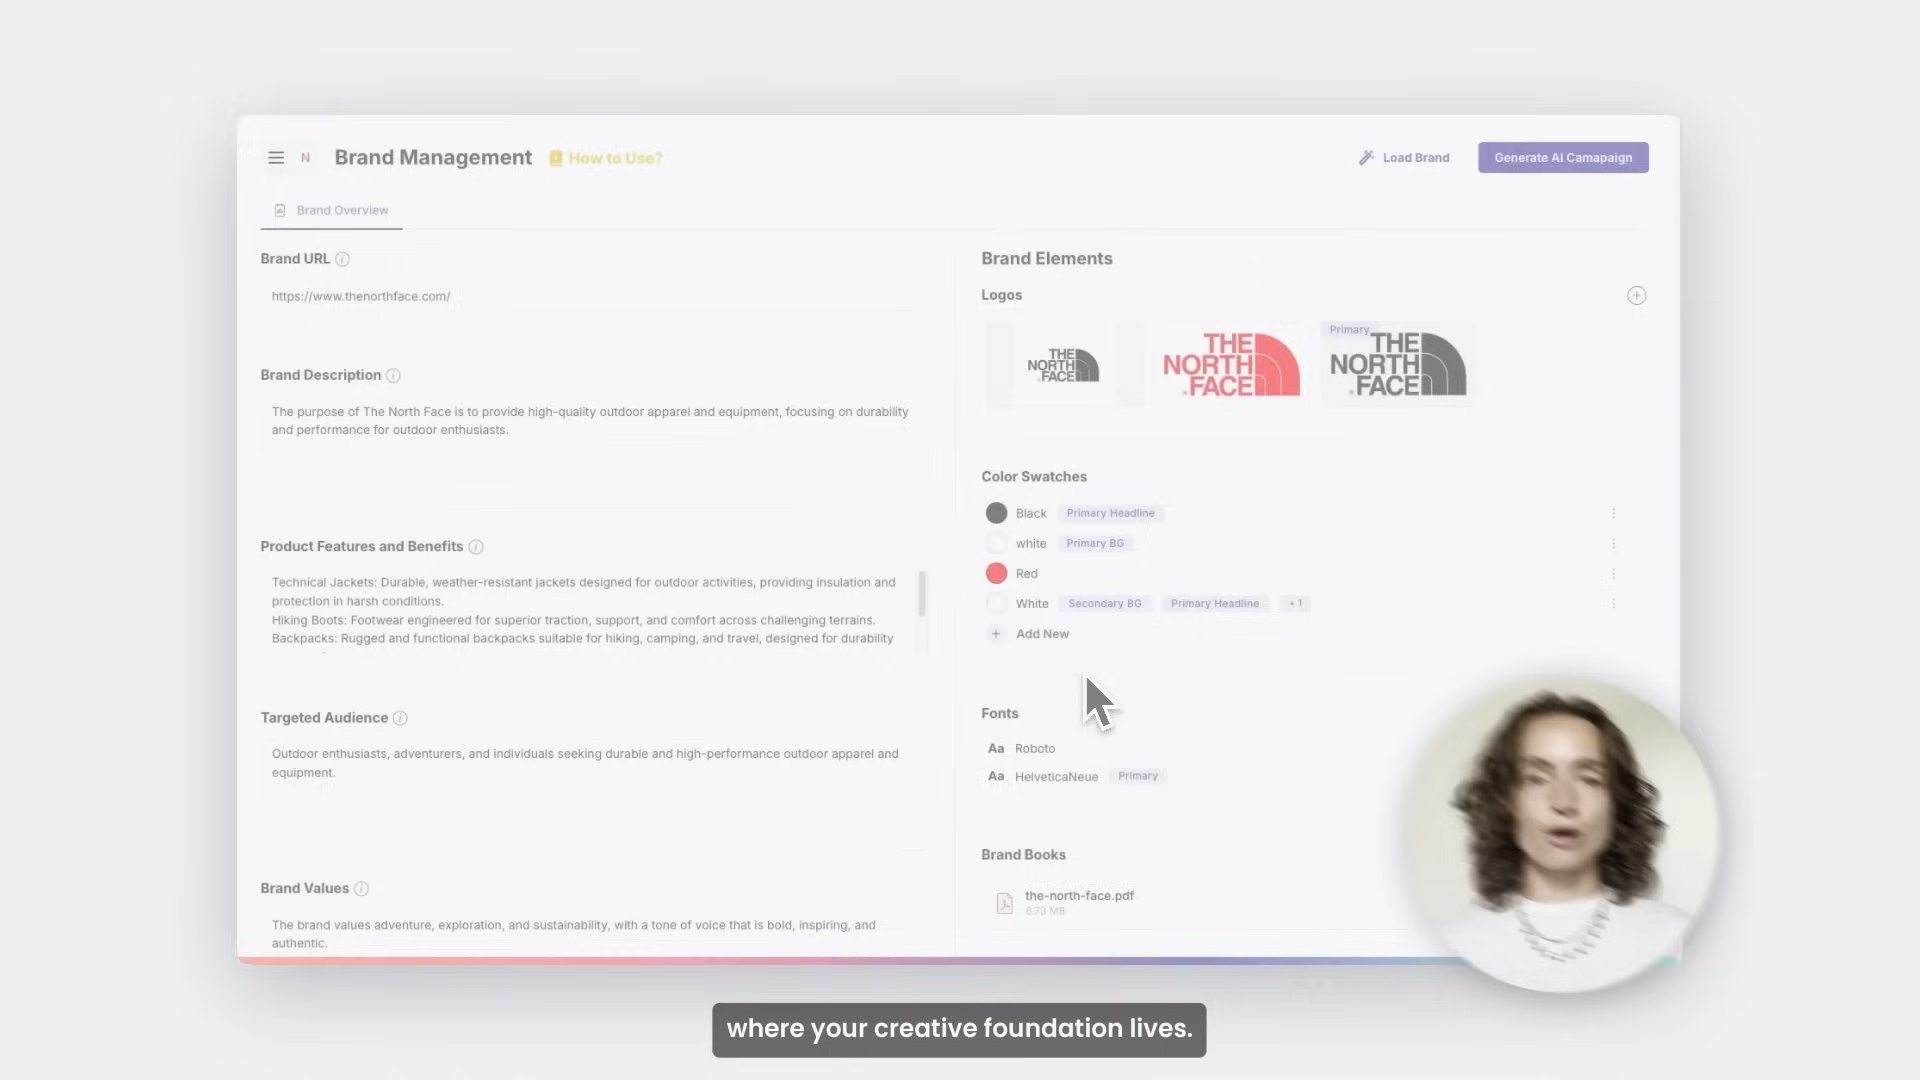 N
Brand Management
How to Use?
Load Brand
Generate AI Camapaign
Brand Overview
Brand URL
https://www.thenorthface.com/
Brand Description
The purpose of The North Face is to provide high-quality outdoor apparel and equipment, focusing on durability
and performance for outdoor enthusiasts.
Product Features and Benefits
Technical Jackets: Durable, weather-resistant jackets designed for outdoor activities, providing insulation and
protection in harsh conditions.
Hiking Boots: Footwear engineered for superior traction, support, and comfort across challenging terrains.
Backpacks: Rugged and functional backpacks suitable for hiking, camping, and travel, designed for durability
Targeted Audience
Outdoor enthusiasts, adventurers, and individuals seeking durable and high-performance outdoor apparel and
equipment.
Brand Values
The brand values adventure, exploration, and sustainability, with a tone of voice that is bold, inspiring, and
authentic.
Brand Elements
Logos
THE
NORTH
FACE
THE
NORTH
FACE
Primary
THE
NORTH
FACE
Color Swatches
Black Primary Headline
white Primary BG
Red
White Secondary BG Primary Headline + 1
+ Add New
Fonts
Aa Roboto
Aa HelveticaNeue Primary
Brand Books
the-north-face.pdf
6.73 MB
where your creative foundation lives.